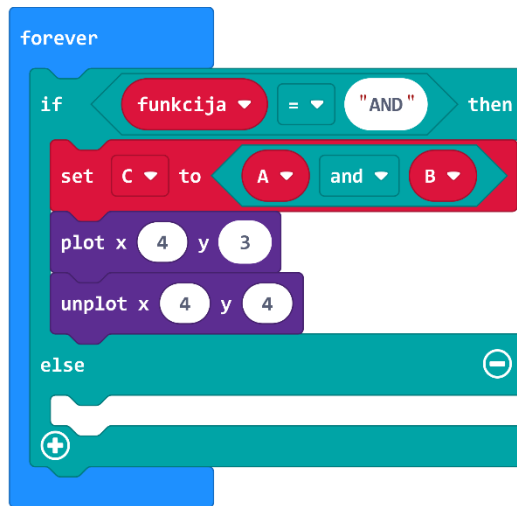 forever
if funkcija = "AND" then
set C to A and B
plot x 4 y 3
unplot x 4 y 4
else